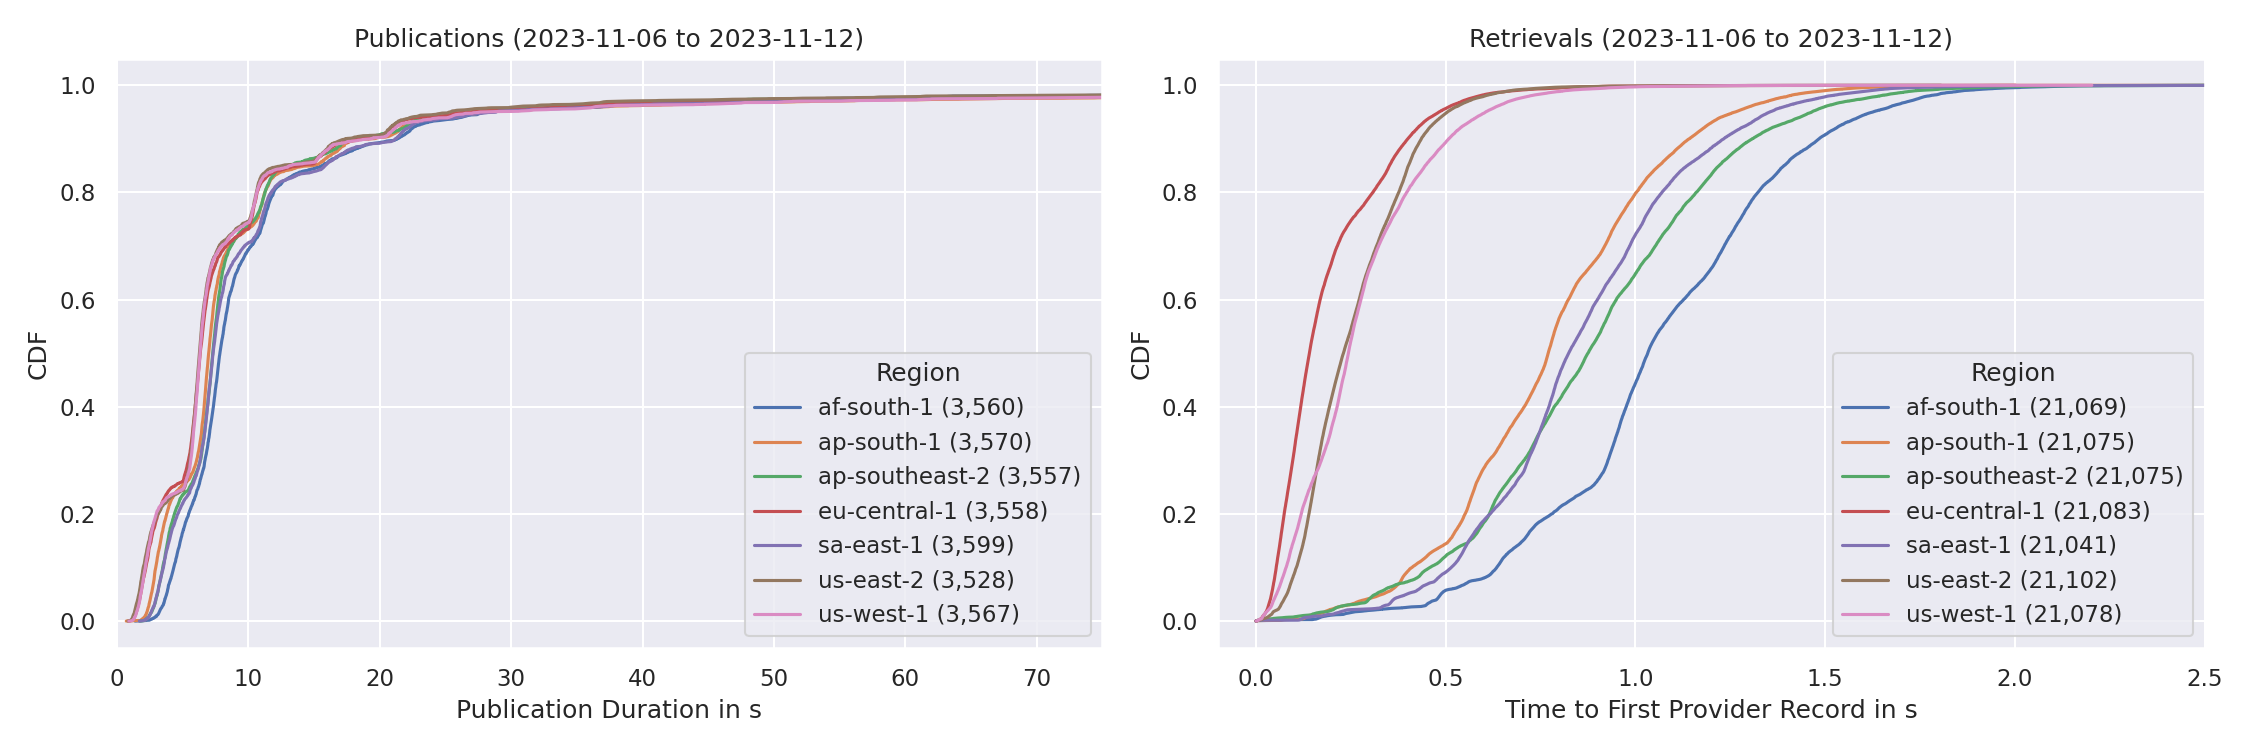 Publications (2023-11-06 to 2023-11-12)
1.0
0.8
0.6
0.4
0.2
0.0
CDF
0 10 20 30 40 50 60 70
Publication Duration in s
Region
af-south-1 (3,560)
ap-south-1 (3,570)
ap-southeast-2 (3,557)
eu-central-1 (3,558)
sa-east-1 (3,599)
us-east-2 (3,528)
us-west-1 (3,567)
Retrievals (2023-11-06 to 2023-11-12)
1.0
0.8
0.6
0.4
0.2
0.0
CDF
0.0 0.5 1.0 1.5 2.0 2.5
Time to First Provider Record in s
Region
af-south-1 (21,069)
ap-south-1 (21,075)
ap-southeast-2 (21,075)
eu-central-1 (21,083)
sa-east-1 (21,041)
us-east-2 (21,102)
us-west-1 (21,078)